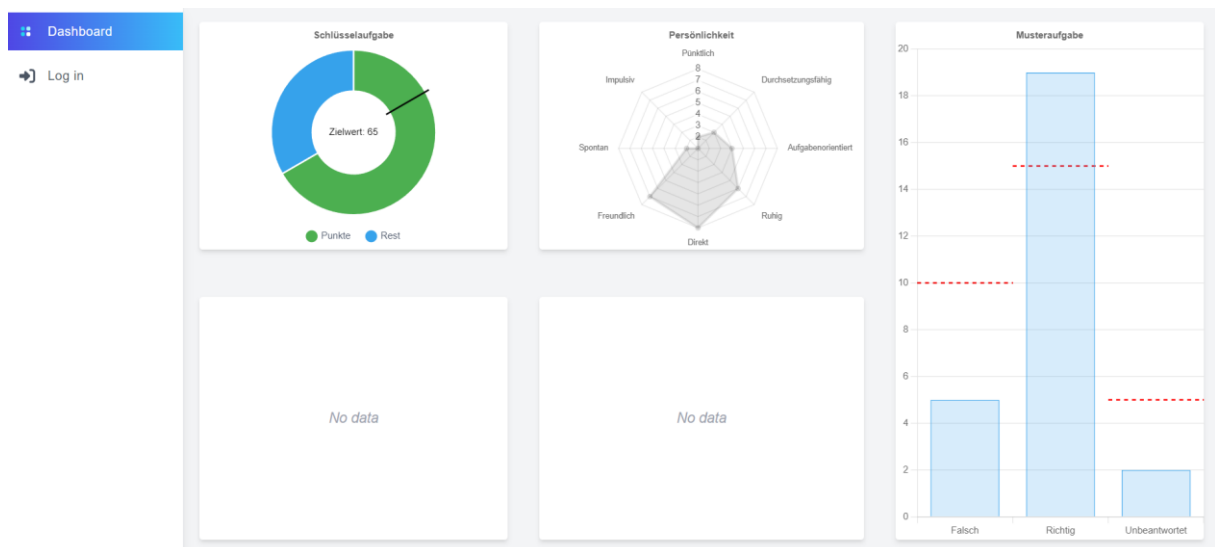 Dashboard
Log in
Schlüsselaufgabe
Zielwert: 65
Punkte
Rest
Persönlichkeit
Pünktlich
Impulsiv
Durchsetzungsfähig
8
7
6
5
4
3
2
Spontan
Aufgabenorientiert
Freundlich
Ruhig
Direkt
Musteraufgabe
20
18
16
14
12
10
8
6
4
2
0
Falsch
Richtig
Unbeantwortet
No data
No data